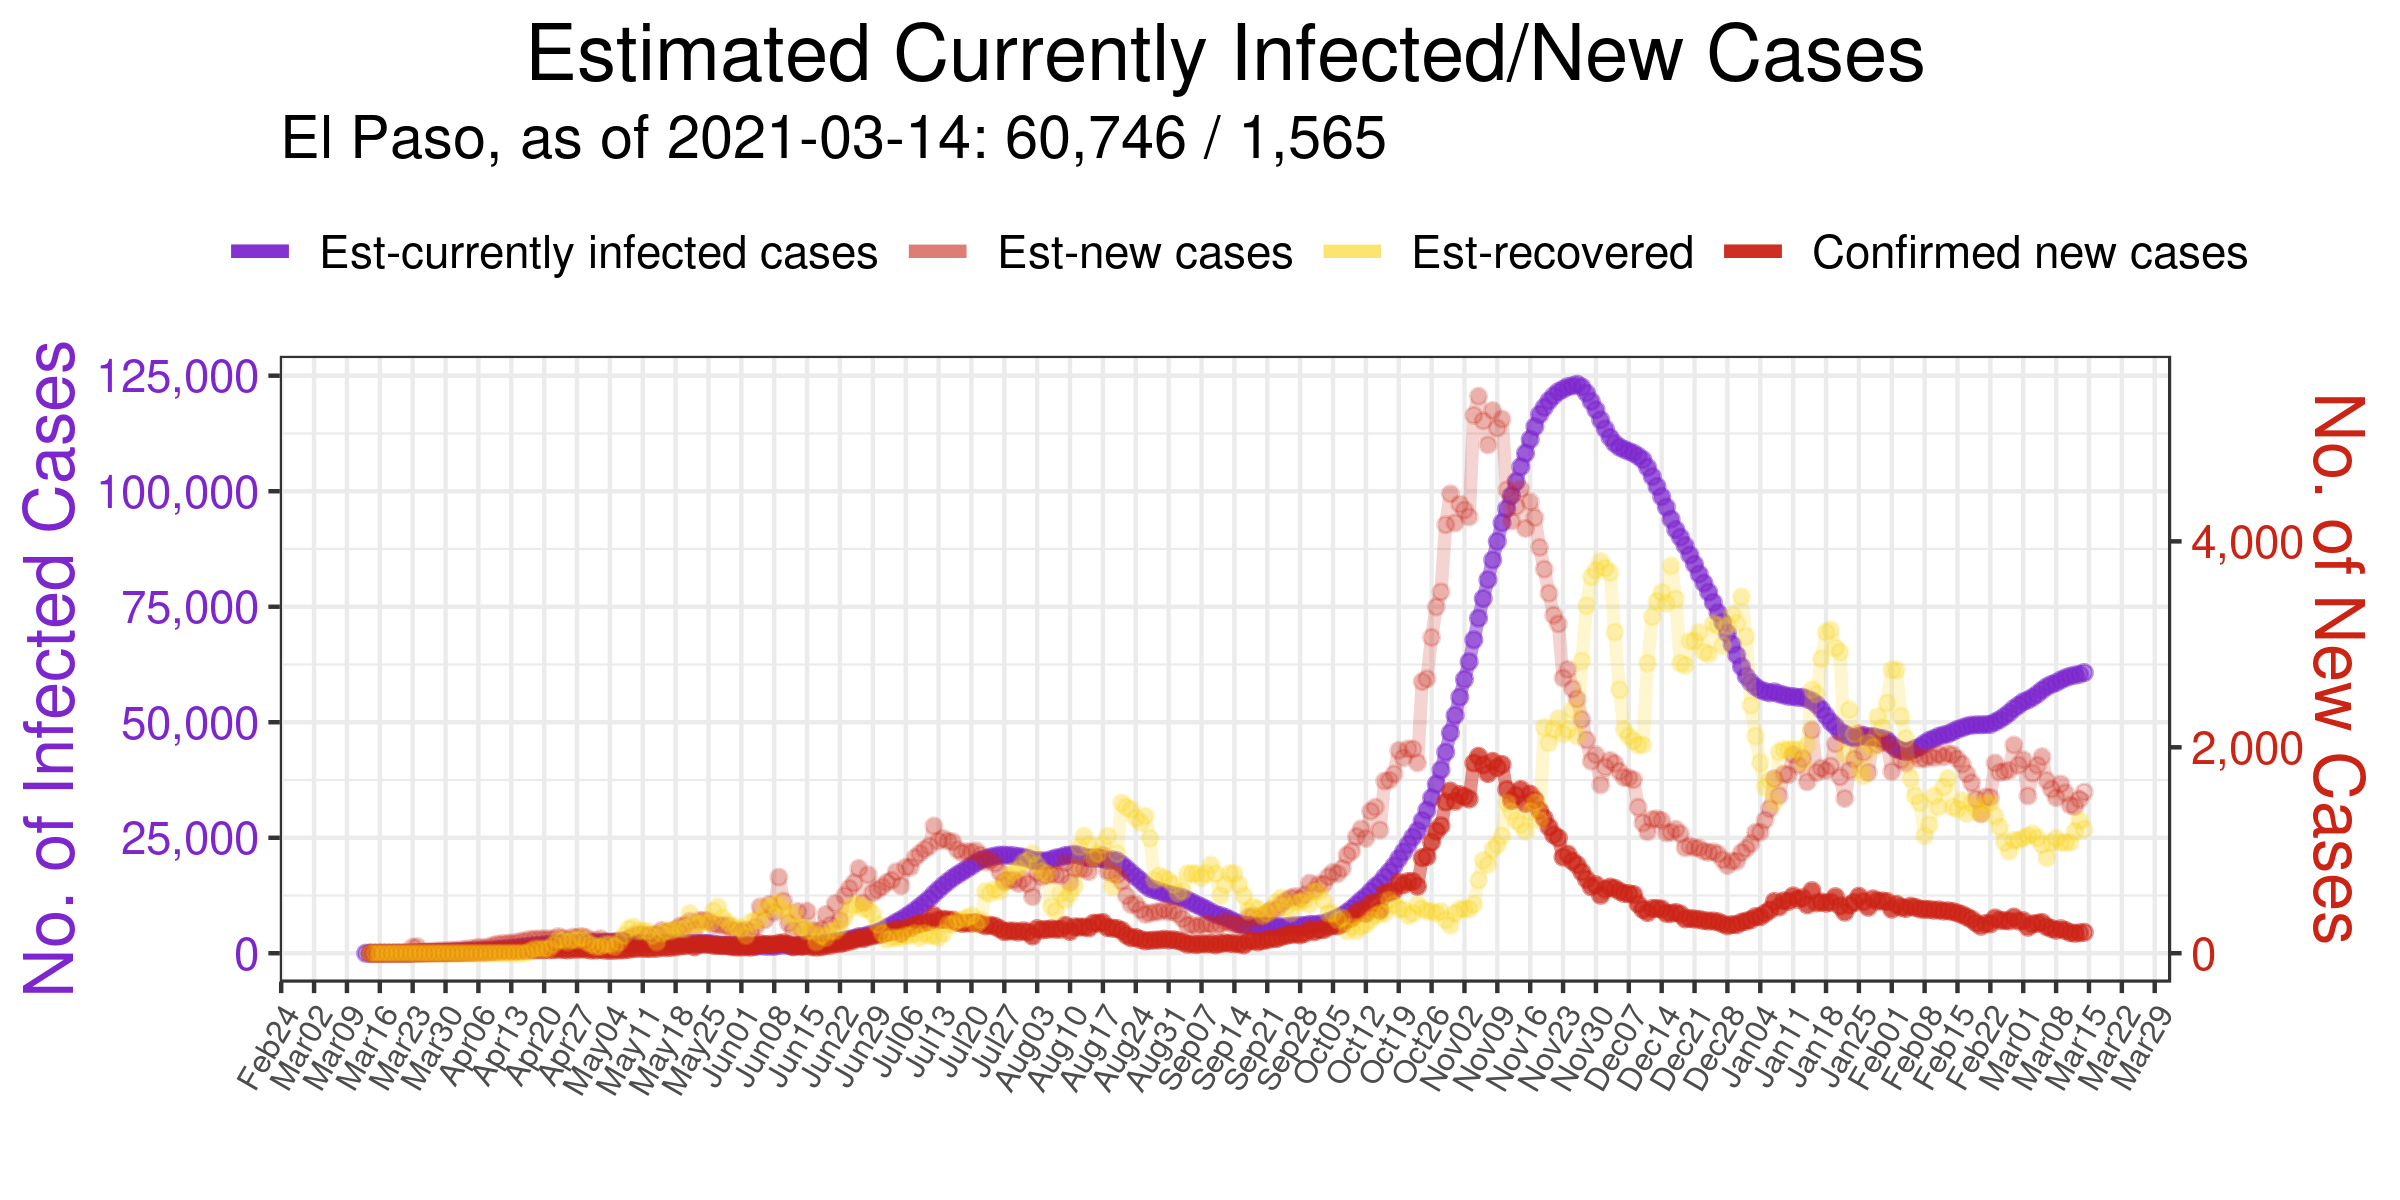 Estimated Currently Infected/New Cases
El Paso, as of 2021-03-14: 60,746 / 1,565
Est-currently infected cases Est-new cases Est-recovered Confirmed new cases
No. of Infected Cases
125,000
100,000
75,000
50,000
25,000
0
4,000
2,000
0
No. of New Cases
Feb24 Mar02 Mar09 Mar16 Mar23 Mar30 Apr06 Apr13 Apr20 Apr27 May04 May11 May18 May25 Jun01 Jun08 Jun15 Jun22 Jun29 Jul06 Jul13 Jul20 Jul27 Aug03 Aug10 Aug17 Aug24 Aug31 Sep07 Sep14 Sep21 Sep28 Oct05 Oct12 Oct19 Oct26 Nov02 Nov09 Nov16 Nov23 Nov30 Dec07 Dec14 Dec21 Dec28 Jan04 Jan11 Jan18 Jan25 Feb01 Feb08 Feb15 Feb22 Mar01 Mar08 Mar15 Mar22 Mar29